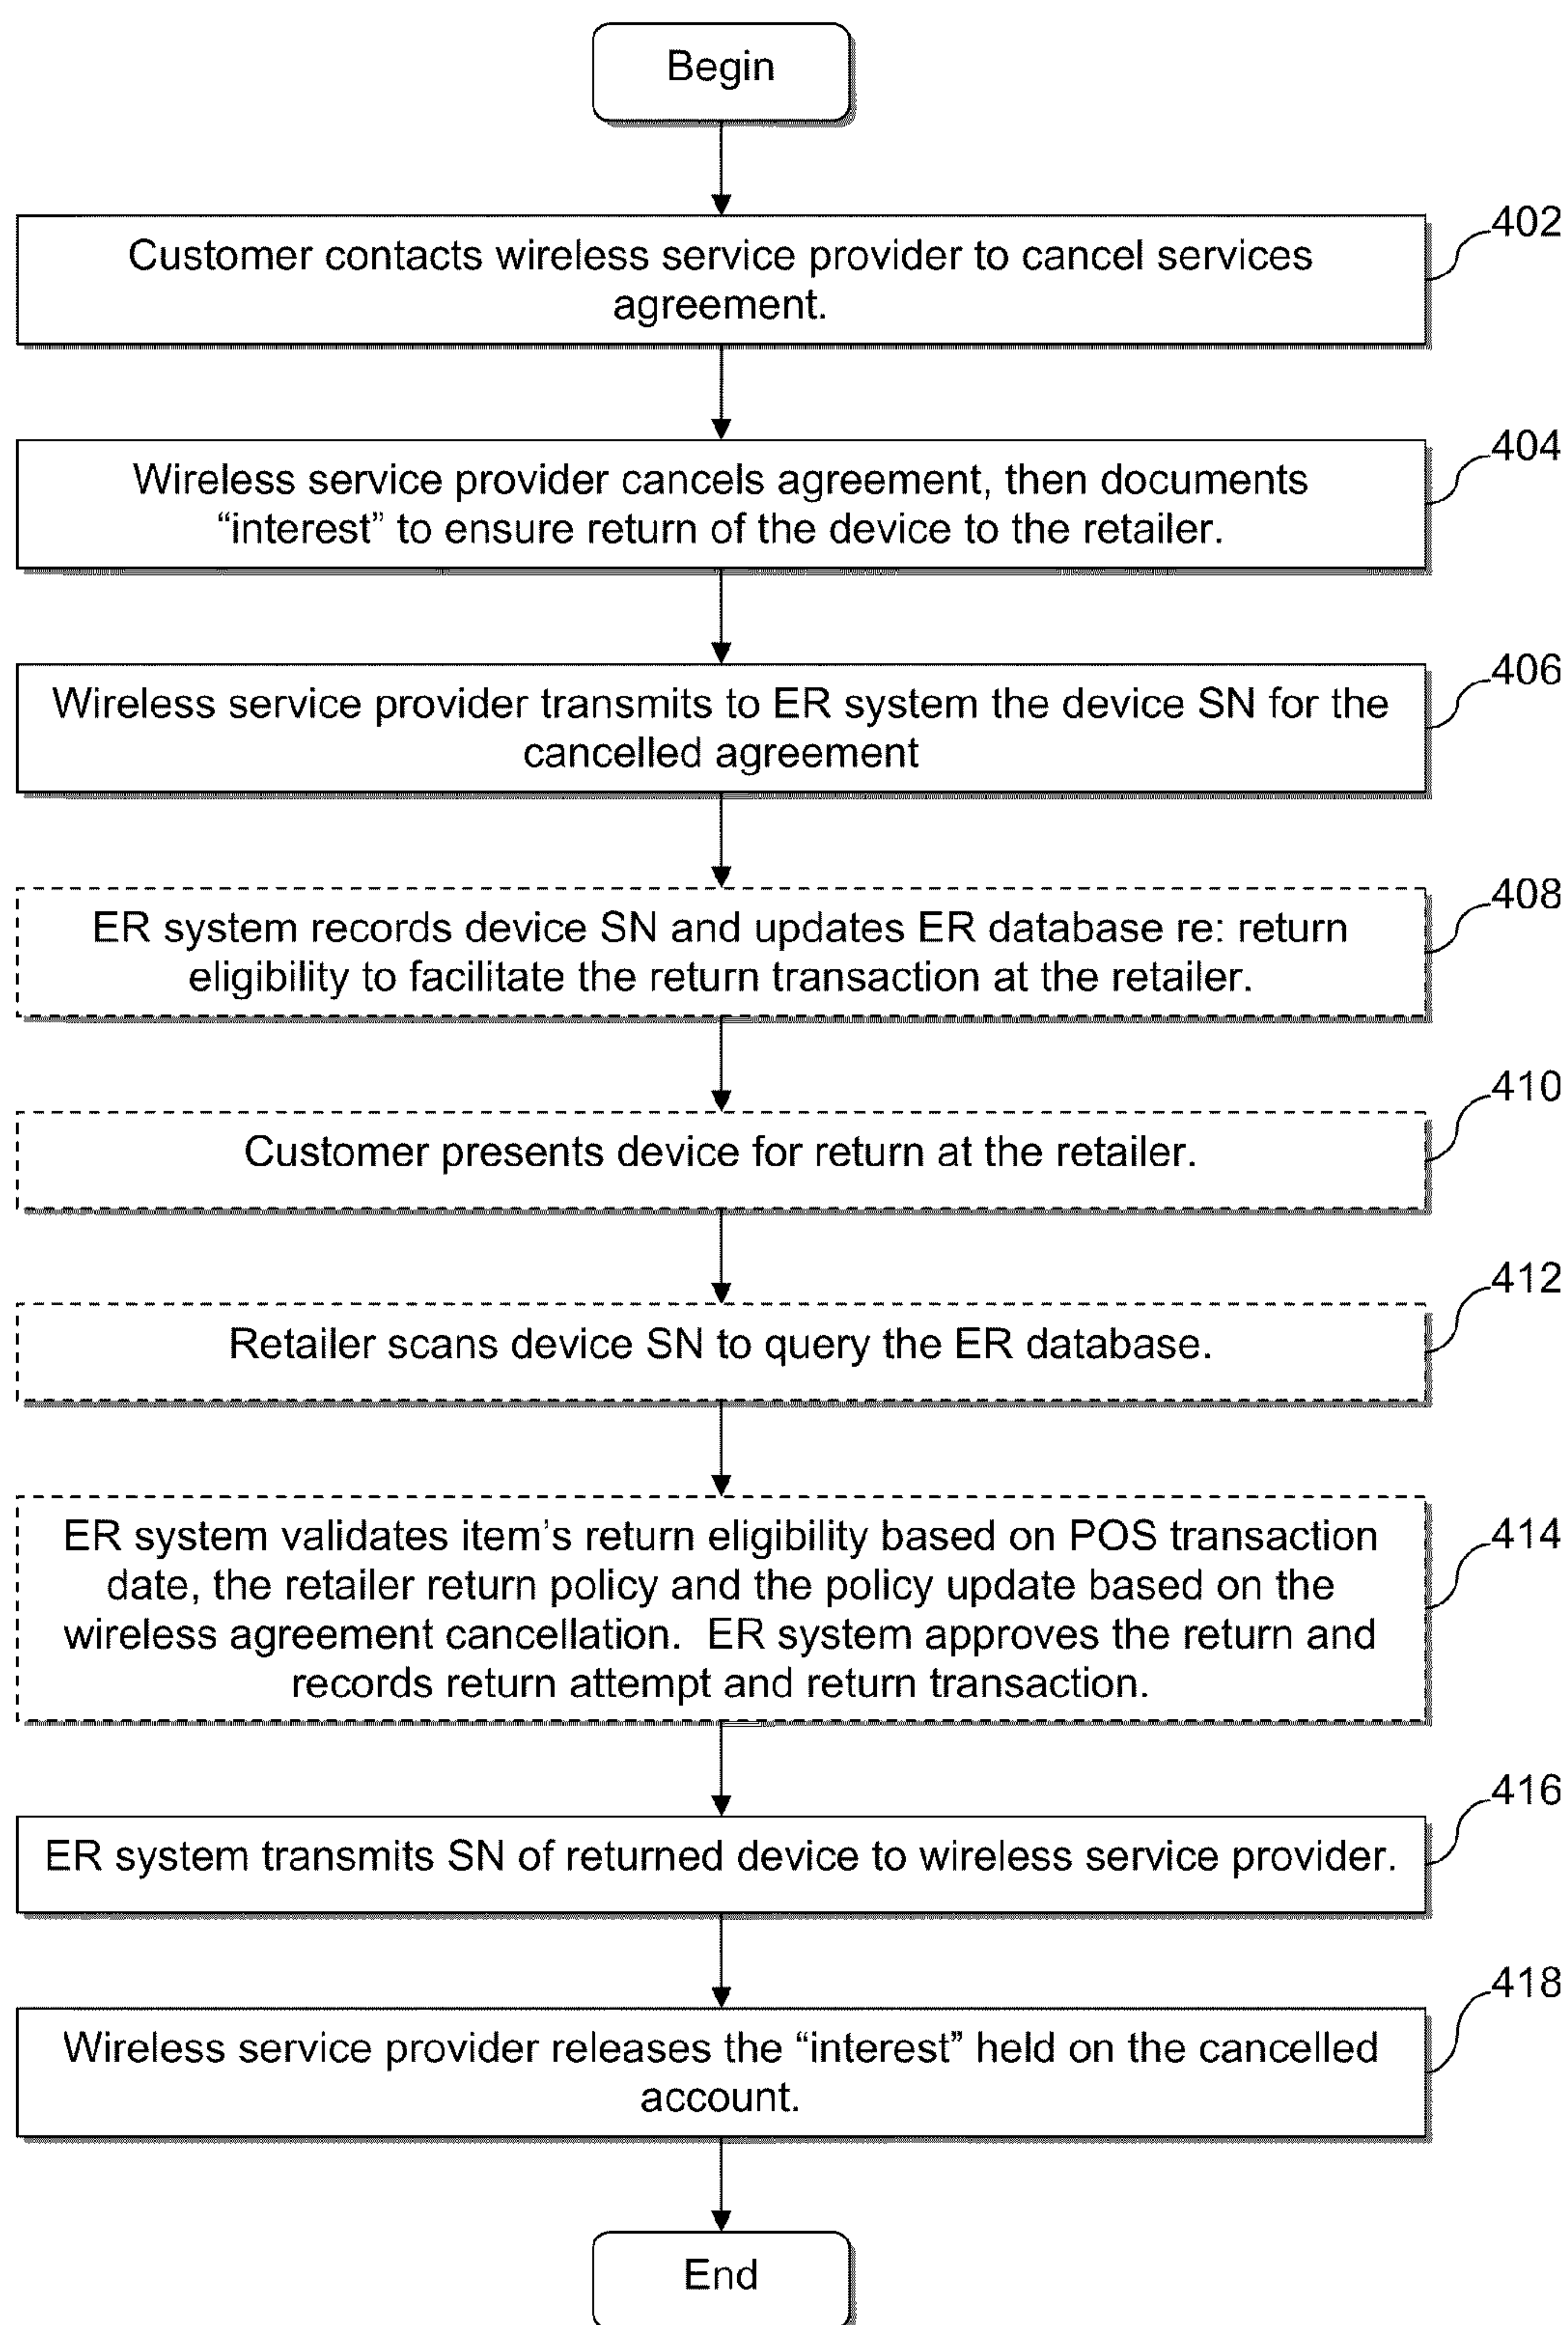 Begin
402
Customer contacts wireless service provider to cancel services
agreement.
404
Wireless service provider cancels agreement, then documents
“interest” to ensure return of the device to the retailer.
406
Wireless service provider transmits to ER system the device SN for the
cancelled agreement
408
ER system records device SN and updates ER database re: return
eligibility to facilitate the return transaction at the retailer.
410
Customer presents device for return at the retailer.
412
Retailer scans device SN to query the ER database.
414
ER system validates item’s return eligibility based on POS transaction
date, the retailer return policy and the policy update based on the
wireless agreement cancellation.  ER system approves the return and
records return attempt and return transaction.
416
ER system transmits SN of returned device to wireless service provider.
418
Wireless service provider releases the “interest” held on the cancelled
account.
End